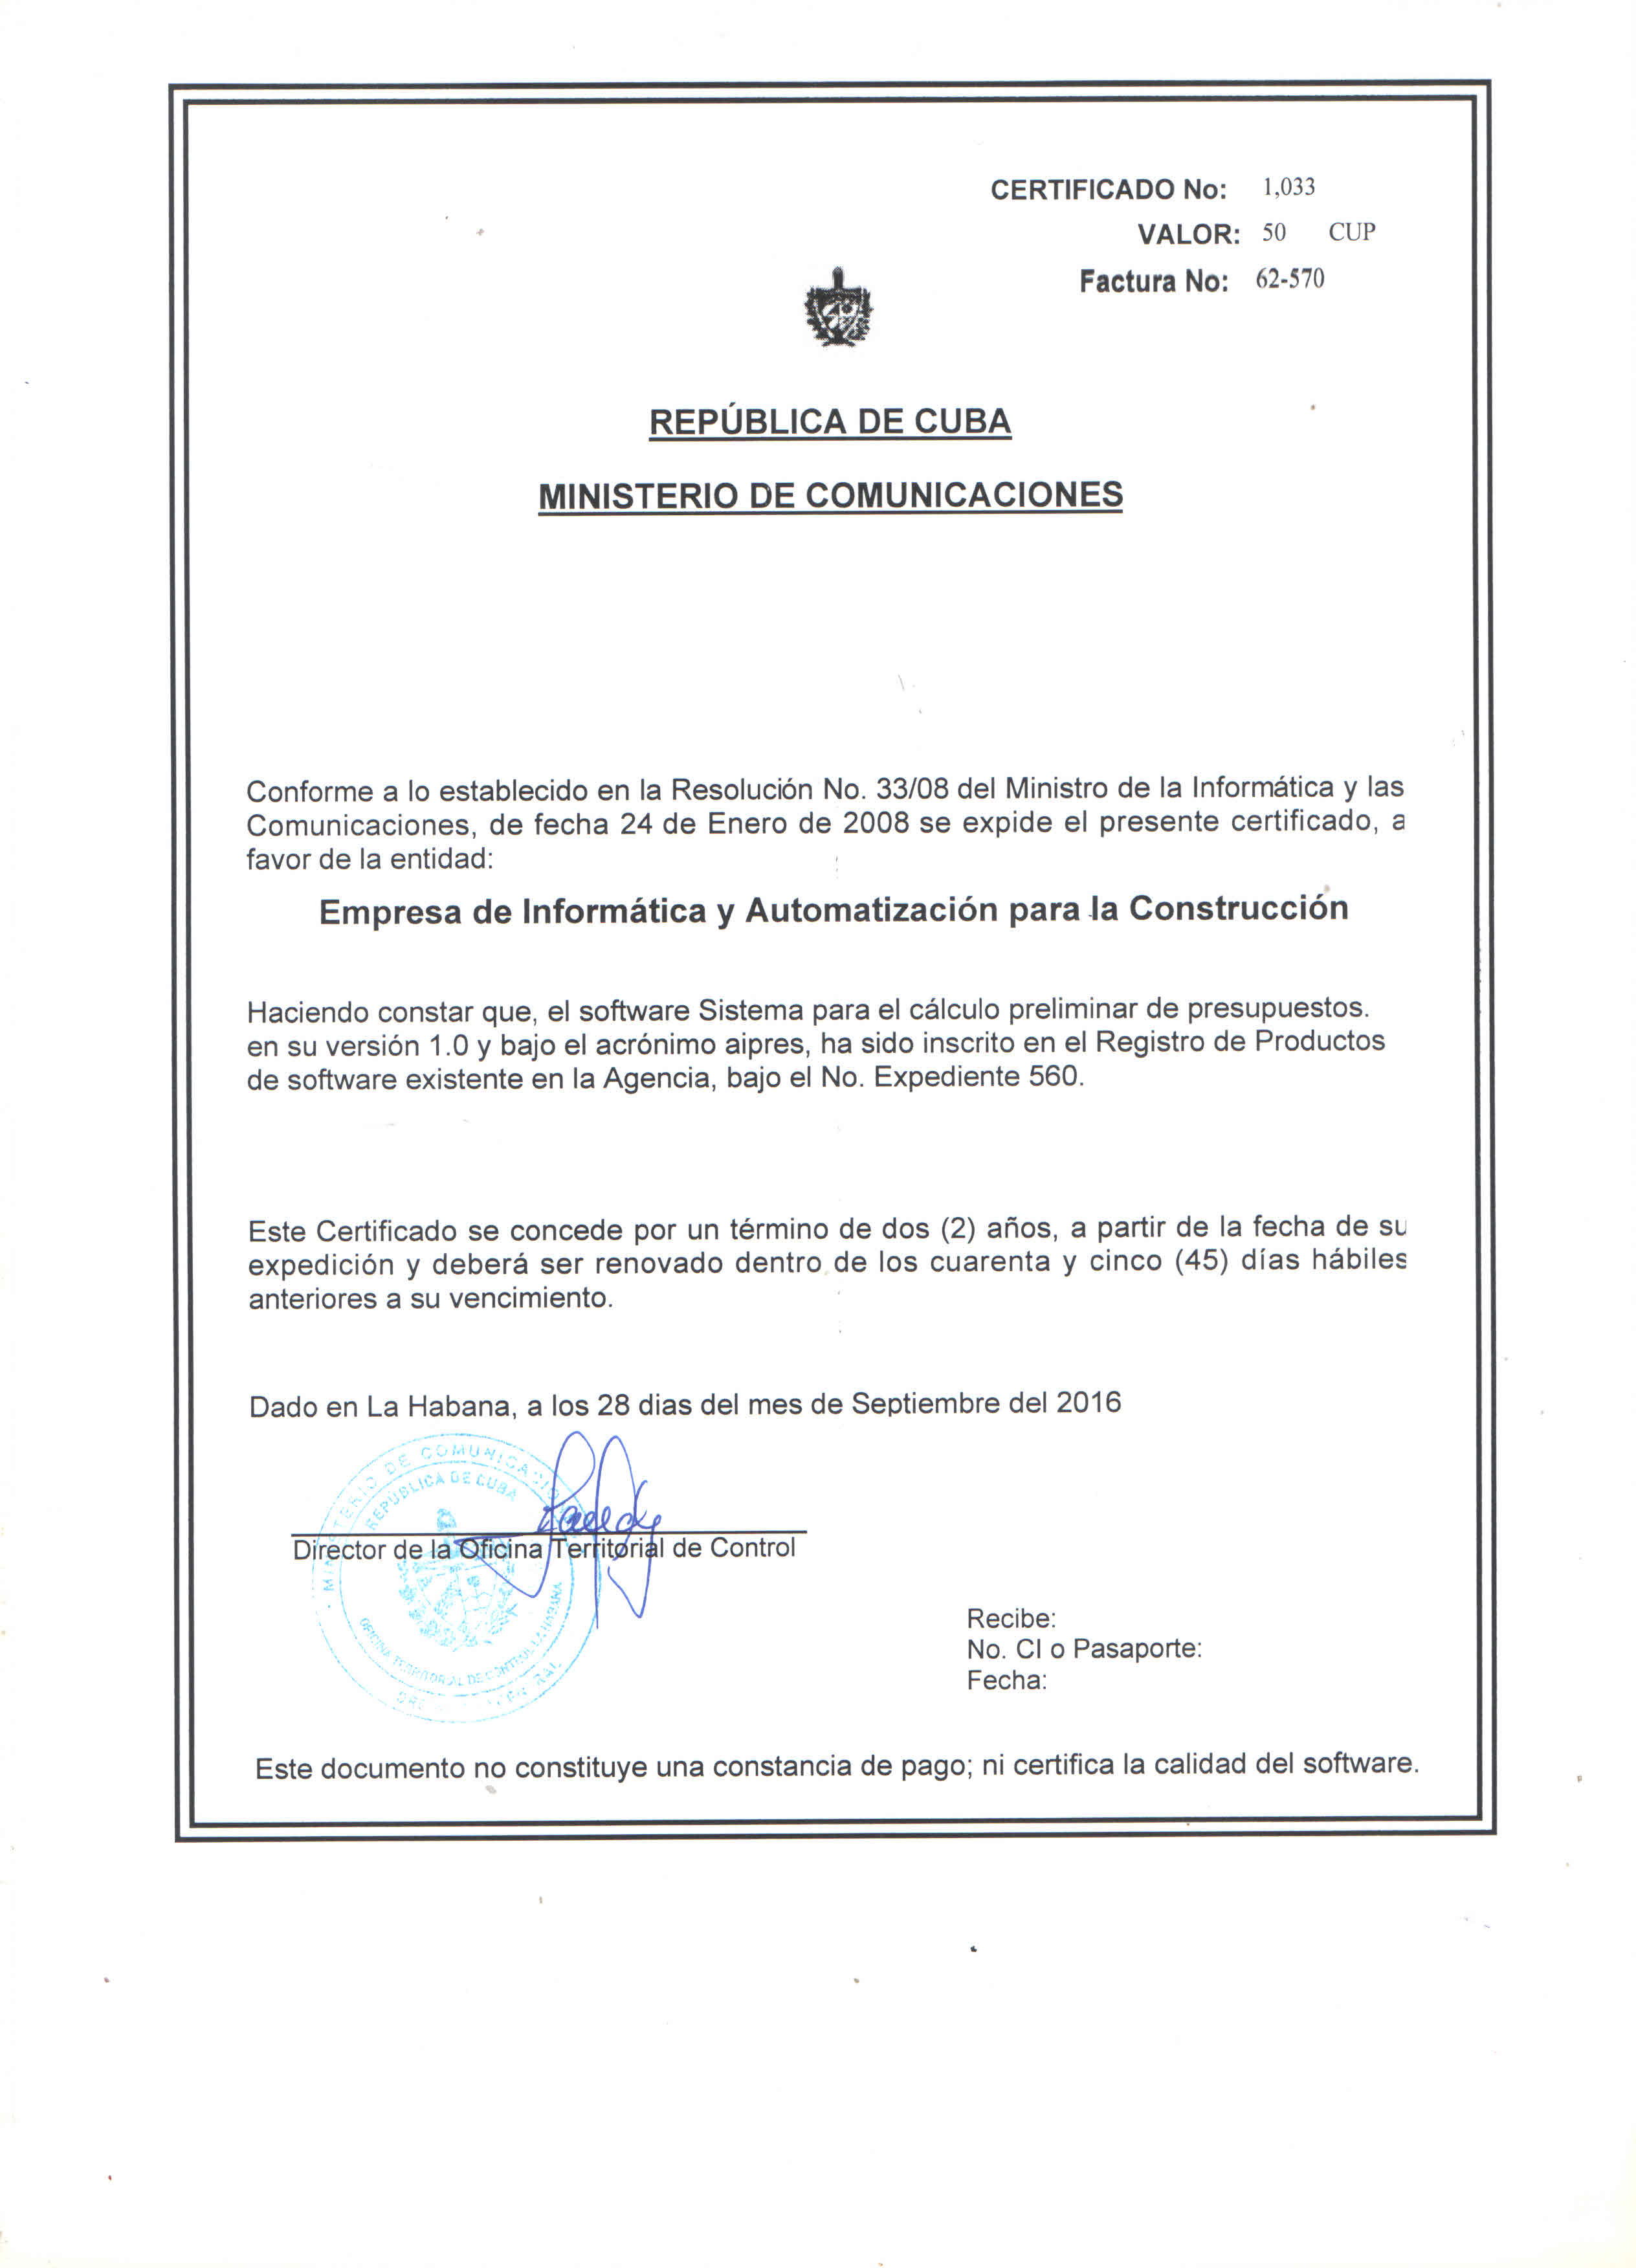 CERTIFICADO No: 1,033
VALOR: 50 CUP
Factura No: 62-570
REPÚBLICA DE CUBA
MINISTERIO DE COMUNICACIONES
Conforme a lo establecido en la Resolución No. 33/08 del Ministro de la Informática y las
Comunicaciones, de fecha 24 de Enero de 2008 se expide el presente certificado, a
favor de la entidad:
Empresa de Informática y Automatización para la Construcción
Haciendo constar que, el software Sistema para el cálculo preliminar de presupuestos.
en su versión 1.0 y bajo el acrónimo aipres, ha sido inscrito en el Registro de Productos
de software existente en la Agencia, bajo el No. Expediente 560.
Este Certificado se concede por un término de dos (2) años, a partir de la fecha de su
expedición y deberá ser renovado dentro de los cuarenta y cinco (45) días hábiles
anteriores a su vencimiento.
Dado en La Habana, a los 28 dias del mes de Septiembre del 2016
MINISTERIO DE COMUNICACIO
REPÚBLICA DE CUBA
Director de la Oficina Territorial de Control
OFICINA TERRITORIAL DE CONTROL LA HABANA
Recibe:
No. CI o Pasaporte:
Fecha:
Este documento no constituye una constancia de pago; ni certifica la calidad del software.